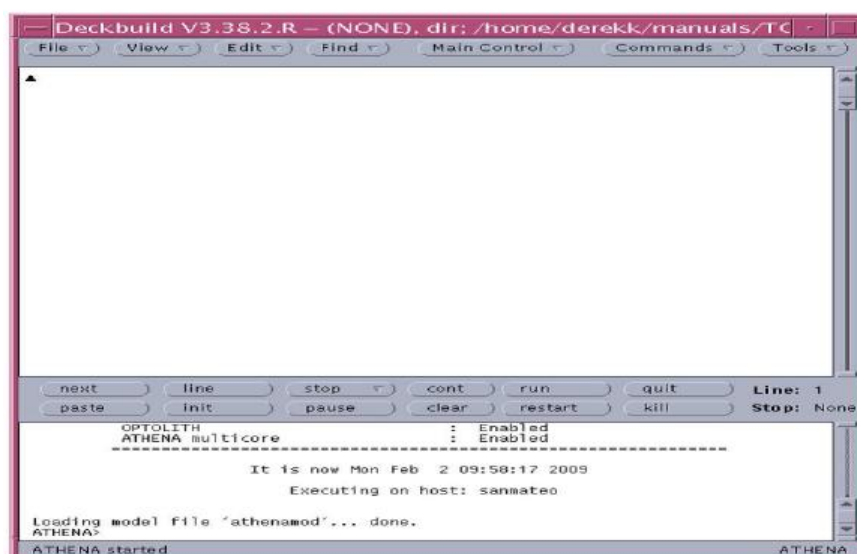 Deckbuild V3.38.2.R – (NONE), dir: /home/derekk/manuals/TO
File View Edit Find Main Control Commands Tools
next line stop cont run quit Line: 1
paste init pause clear restart kill Stop: None
OPTOLITH : Enabled
ATHENA multicore : Enabled
--------------------------------------------------------------------
It is now Mon Feb 2 09:58:17 2009
Executing on host: sanmateo
Loading model file 'athenamod'... done.
ATHENA>
ATHENA started ATHENA